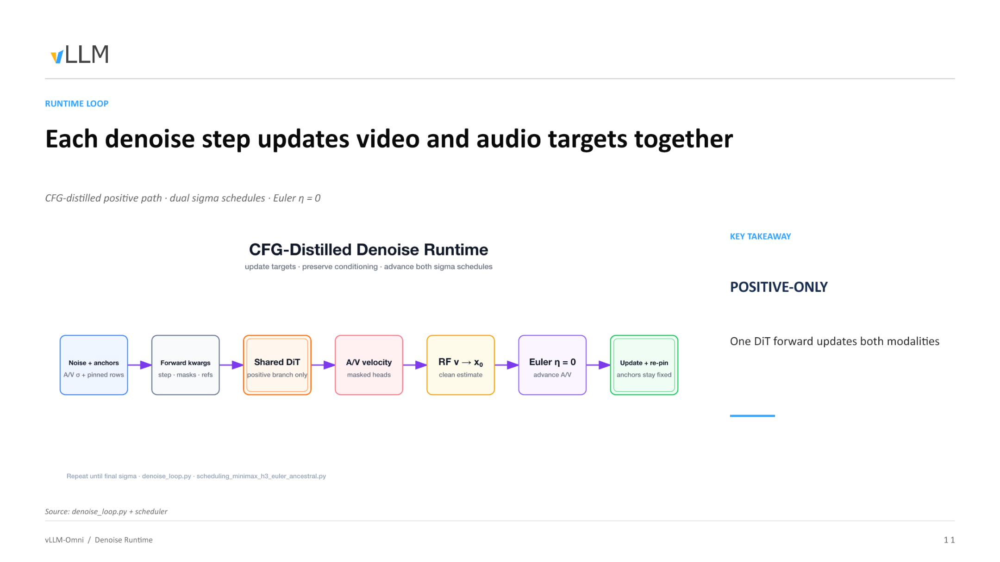 vLLM
RUNTIME LOOP
Each denoise step updates video and audio targets together
CFG-distilled positive path · dual sigma schedules · Euler η = 0
CFG-Distilled Denoise Runtime
update targets · preserve conditioning · advance both sigma schedules
Noise + anchors
A/V σ + pinned rows
Forward kwargs
step · masks · refs
Shared DiT
positive branch only
A/V velocity
masked heads
RF v → x₀
clean estimate
Euler η = 0
advance A/V
Update + re-pin
anchors stay fixed
Repeat until final sigma · denoise_loop.py · scheduling_minimax_h3_euler_ancestral.py
KEY TAKEAWAY
POSITIVE-ONLY
One DiT forward updates both modalities
Source: denoise_loop.py + scheduler
vLLM-Omni / Denoise Runtime
11